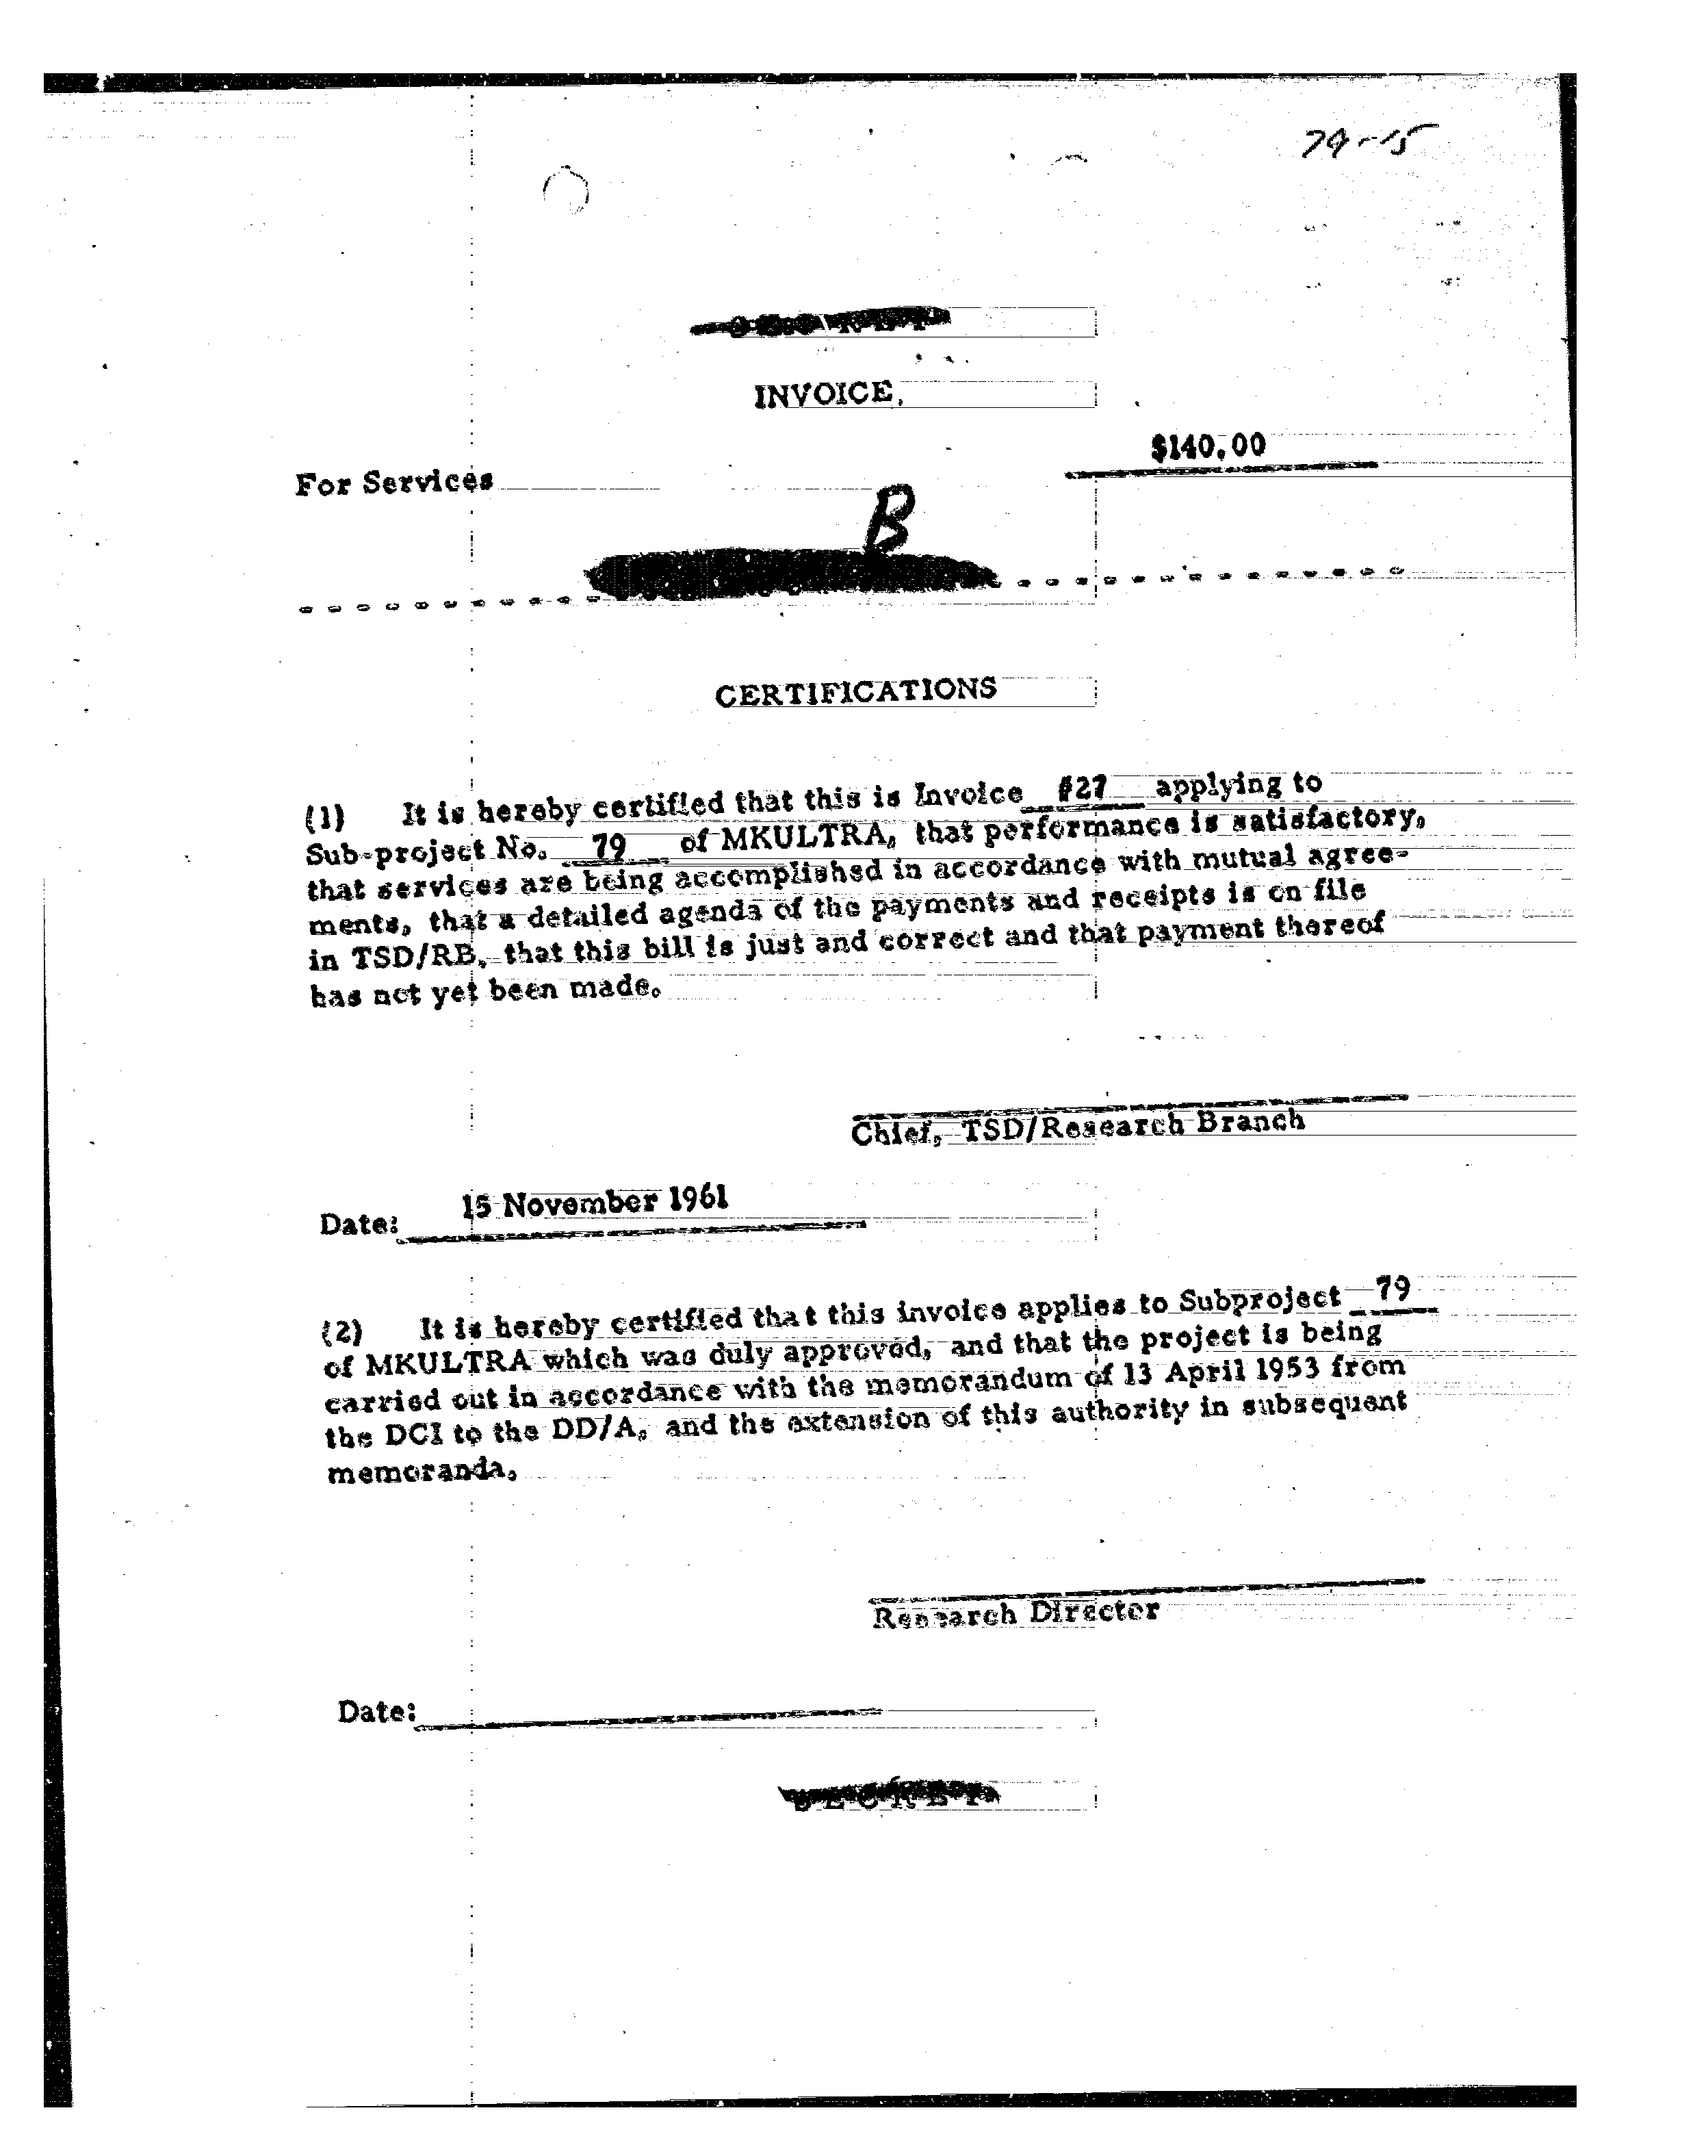 79-15
INVOICE.
$140.00
For Services
B
CERTIFICATIONS
(1) It is hereby certified that this is Invoice #27 applying to
Sub-project No. 79 of MKULTRA, that performance is satisfactory,
that services are being accomplished in accordance with mutual agree-
ments, that a detailed agenda of the payments and receipts is on file
in TSD/RB, that this bill is just and correct and that payment thereof
has not yet been made.
Chief, TSD/Research Branch
Date: 15 November 1961
(2) It is hereby certified that this invoice applies to Subproject 79
of MKULTRA which was duly approved, and that the project is being
carried out in accordance with the memorandum of 13 April 1953 from
the DCI to the DD/A, and the extension of this authority in subsequent
memoranda.
Research Director
Date:
SECRET